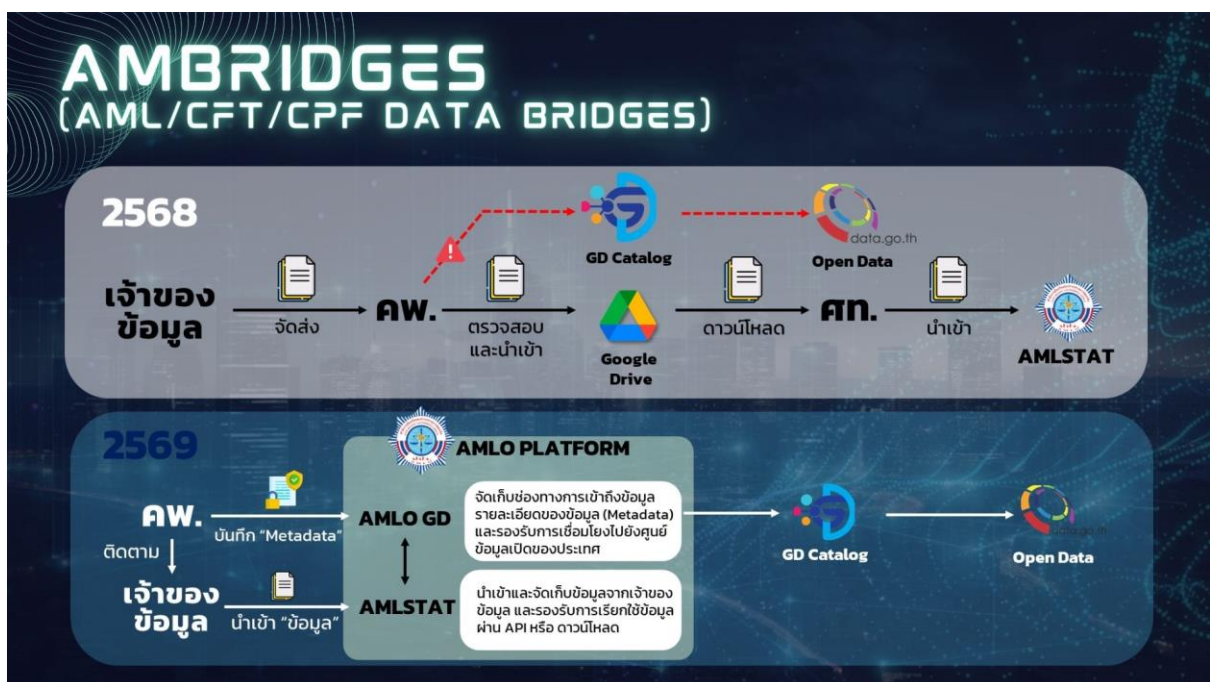 AMBRIDGES
(AML/CFT/CPF DATA BRIDGES)
2568
เจ้าของ
ข้อมูล
จัดส่ง
คพ.
ตรวจสอบ
และนำเข้า
GD Catalog
data.go.th
Open Data
Google
Drive
ดาวน์โหลด
ศท.
นำเข้า
AMLSTAT
2569
AMLO PLATFORM
คพ.
บันทึก “Metadata”
AMLO GD
จัดเก็บช่องทางการเข้าถึงข้อมูล
รายละเอียดของข้อมูล (Metadata)
และรองรับการเชื่อมโยงไปยังศูนย์
ข้อมูลเปิดของประเทศ
GD Catalog
data.go.th
Open Data
ติดตาม
เจ้าของ
ข้อมูล
นำเข้า “ข้อมูล”
AMLSTAT
นำเข้าและจัดเก็บข้อมูลจากเจ้าของ
ข้อมูล และรองรับการเรียกใช้ข้อมูล
ผ่าน API หรือ ดาวน์โหลด